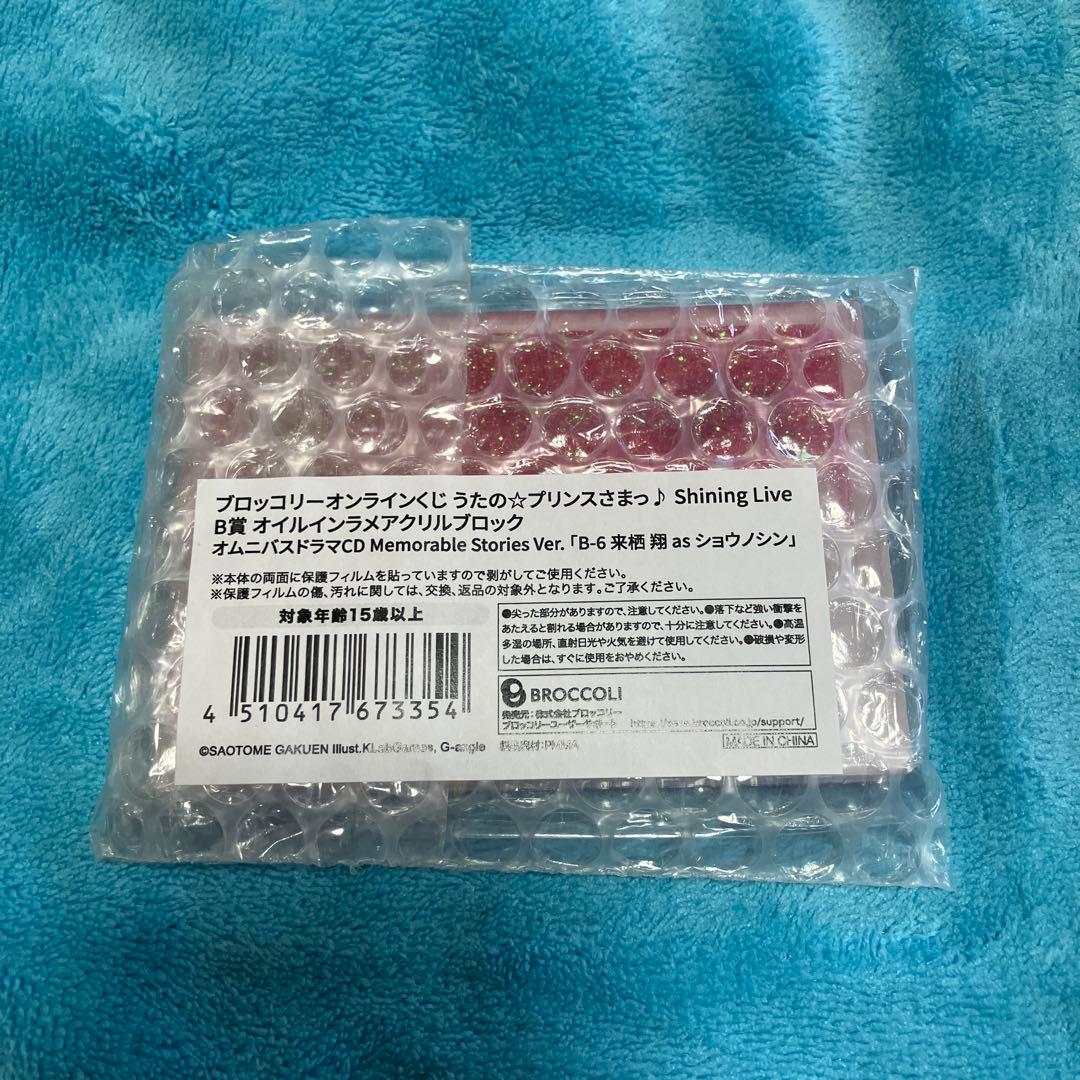 ブロッコリーオンラインくじ うたの☆プリンスさまっ♪ Shining Live
B賞 オイルインラメアクリルブロック
オムニバスドラマCD Memorable Stories Ver.「B-6 来栖 翔 as ショウノシン」
※本体の両面に保護フィルムを貼っていますので剥がしてご使用ください。
※保護フィルムの傷、汚れに関しては、交換、返品の対象外となります。ご了承ください。
対象年齢15歳以上
4 510417 673354
©SAOTOME GAKUEN Illust.KLabGames, G-angle
●尖った部分がありますので、注意してください。●落下など強い衝撃を
あたえると割れる場合がありますので、十分に注意してください。●高温
多湿の場所、直射日光や火気を避けて使用してください。●破損や変形
した場合は、すぐに使用をおやめください。
BROCCOLI
発売元：株式会社ブロッコリー
ブロッコリーユーザーサポート https://www.broccoli.co.jp/support/
製品素材：PMMA
MADE IN CHINA